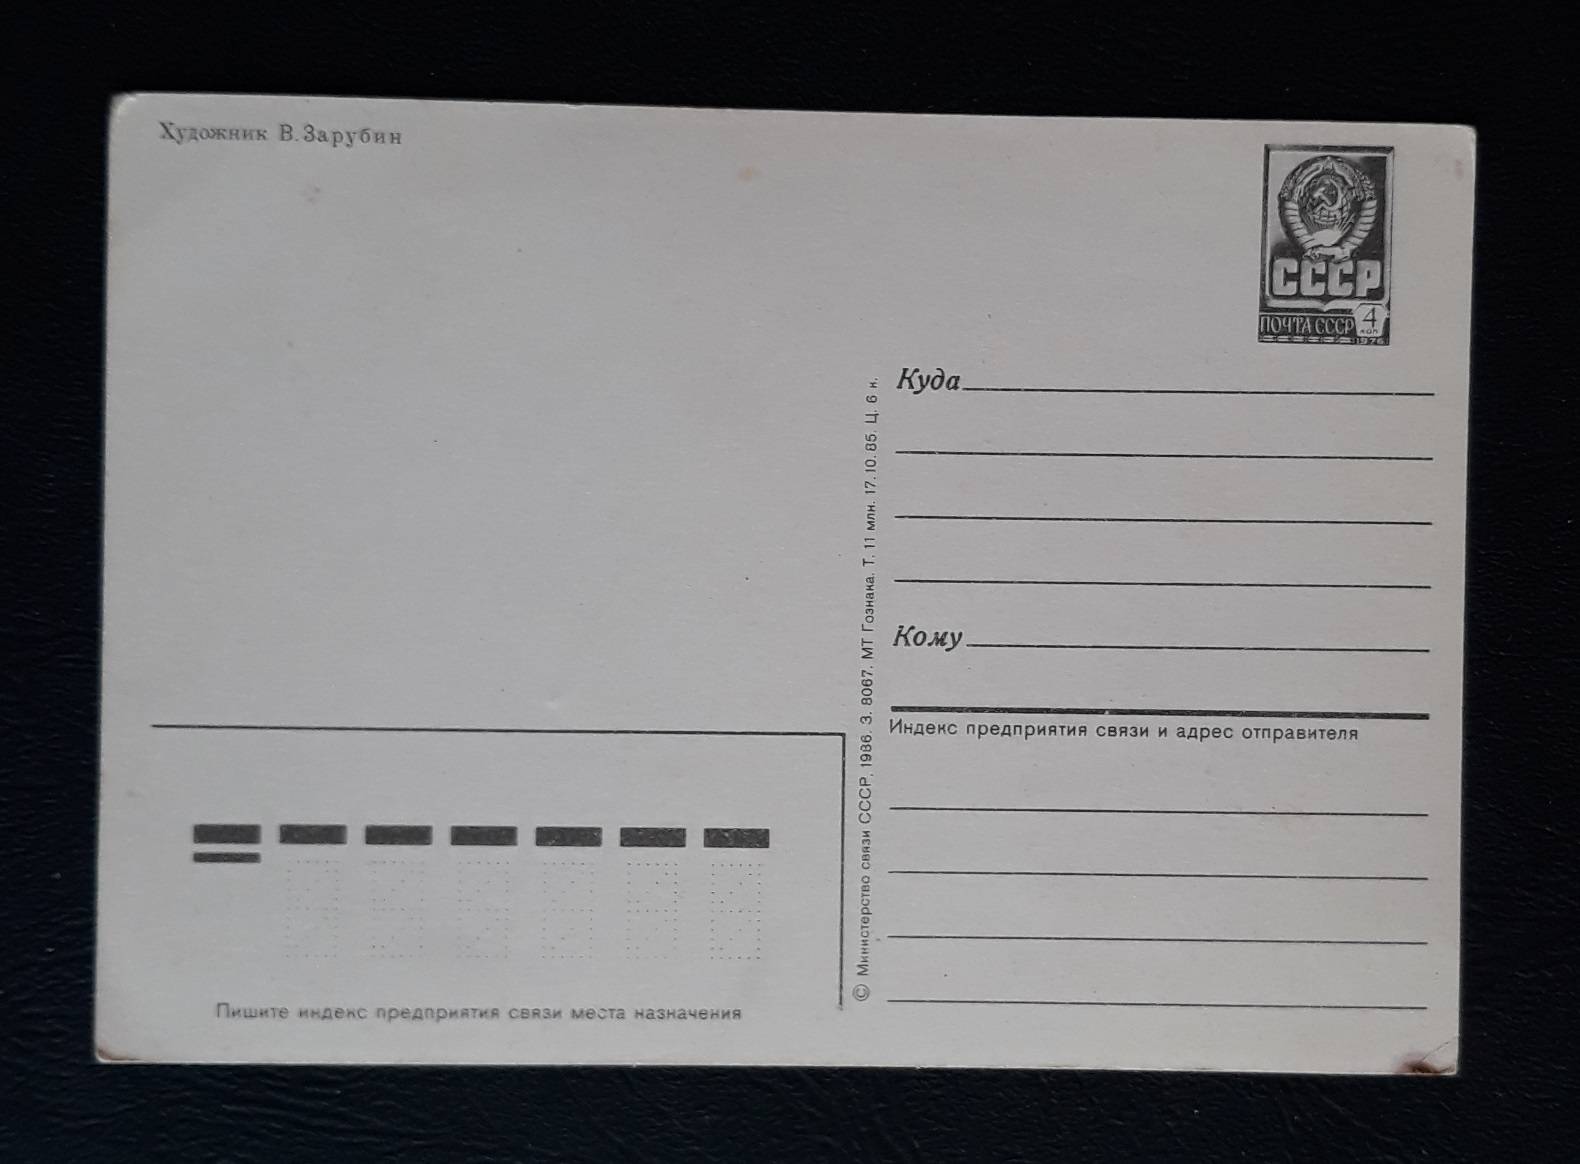 Художник В. Зарубин
СССР
ПОЧТА СССР 4 коп
1976
Куда
Кому
Индекс предприятия связи и адрес отправителя
© Министерство связи СССР, 1986. З. 8067. МТ Гознака. Т. 11 млн. 17.10.85. Ц. 6 к.
Пишите индекс предприятия связи места назначения